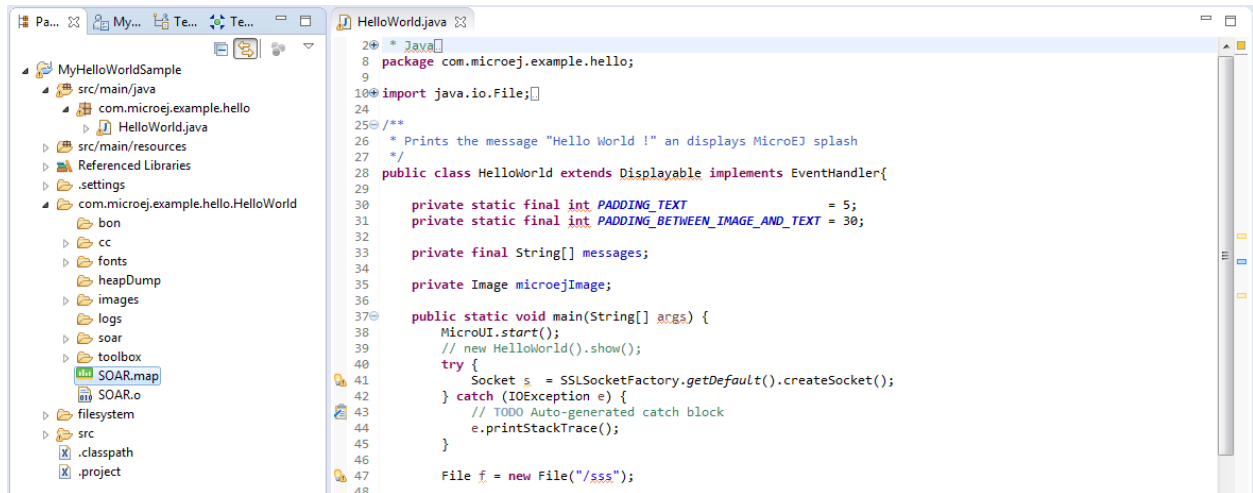 Pa... My... Te... Te...
MyHelloWorldSample
src/main/java
com.microej.example.hello
HelloWorld.java
src/main/resources
Referenced Libraries
.settings
com.microej.example.hello.HelloWorld
bon
cc
fonts
heapDump
images
logs
soar
toolbox
SOAR.map
SOAR.o
filesystem
src
.classpath
.project
HelloWorld.java
2 * Java
8 package com.microej.example.hello;
9
10 import java.io.File;
24
25 /**
26 * Prints the message "Hello World !" an displays MicroEJ splash
27 */
28 public class HelloWorld extends Displayable implements EventHandler{
29
30 private static final int PADDING_TEXT = 5;
31 private static final int PADDING_BETWEEN_IMAGE_AND_TEXT = 30;
32
33 private final String[] messages;
34
35 private Image microejImage;
36
37 public static void main(String[] args) {
38 MicroUI.start();
39 // new HelloWorld().show();
40 try {
41 Socket s = SSLSocketFactory.getDefault().createSocket();
42 } catch (IOException e) {
43 // TODO Auto-generated catch block
44 e.printStackTrace();
45 }
46
47 File f = new File("/sss");
48